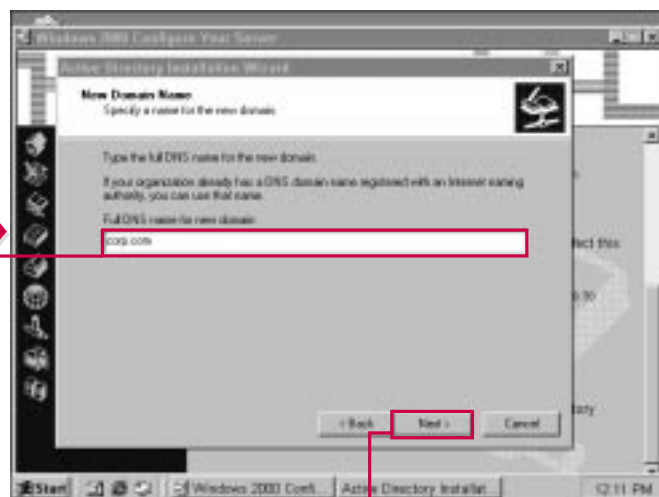 Windows 2000 Configure Your Server
Active Directory Installation Wizard
New Domain Name
Specify a name for the new domain.
Type the full DNS name for the new domain.
If your organization already has a DNS domain name registered with an Internet naming
authority, you can use that name.
Full DNS name for new domain:
corp.com
< Back
Next >
Cancel
Start
Windows 2000 Confi...
Active Directory Installat...
12:11 PM